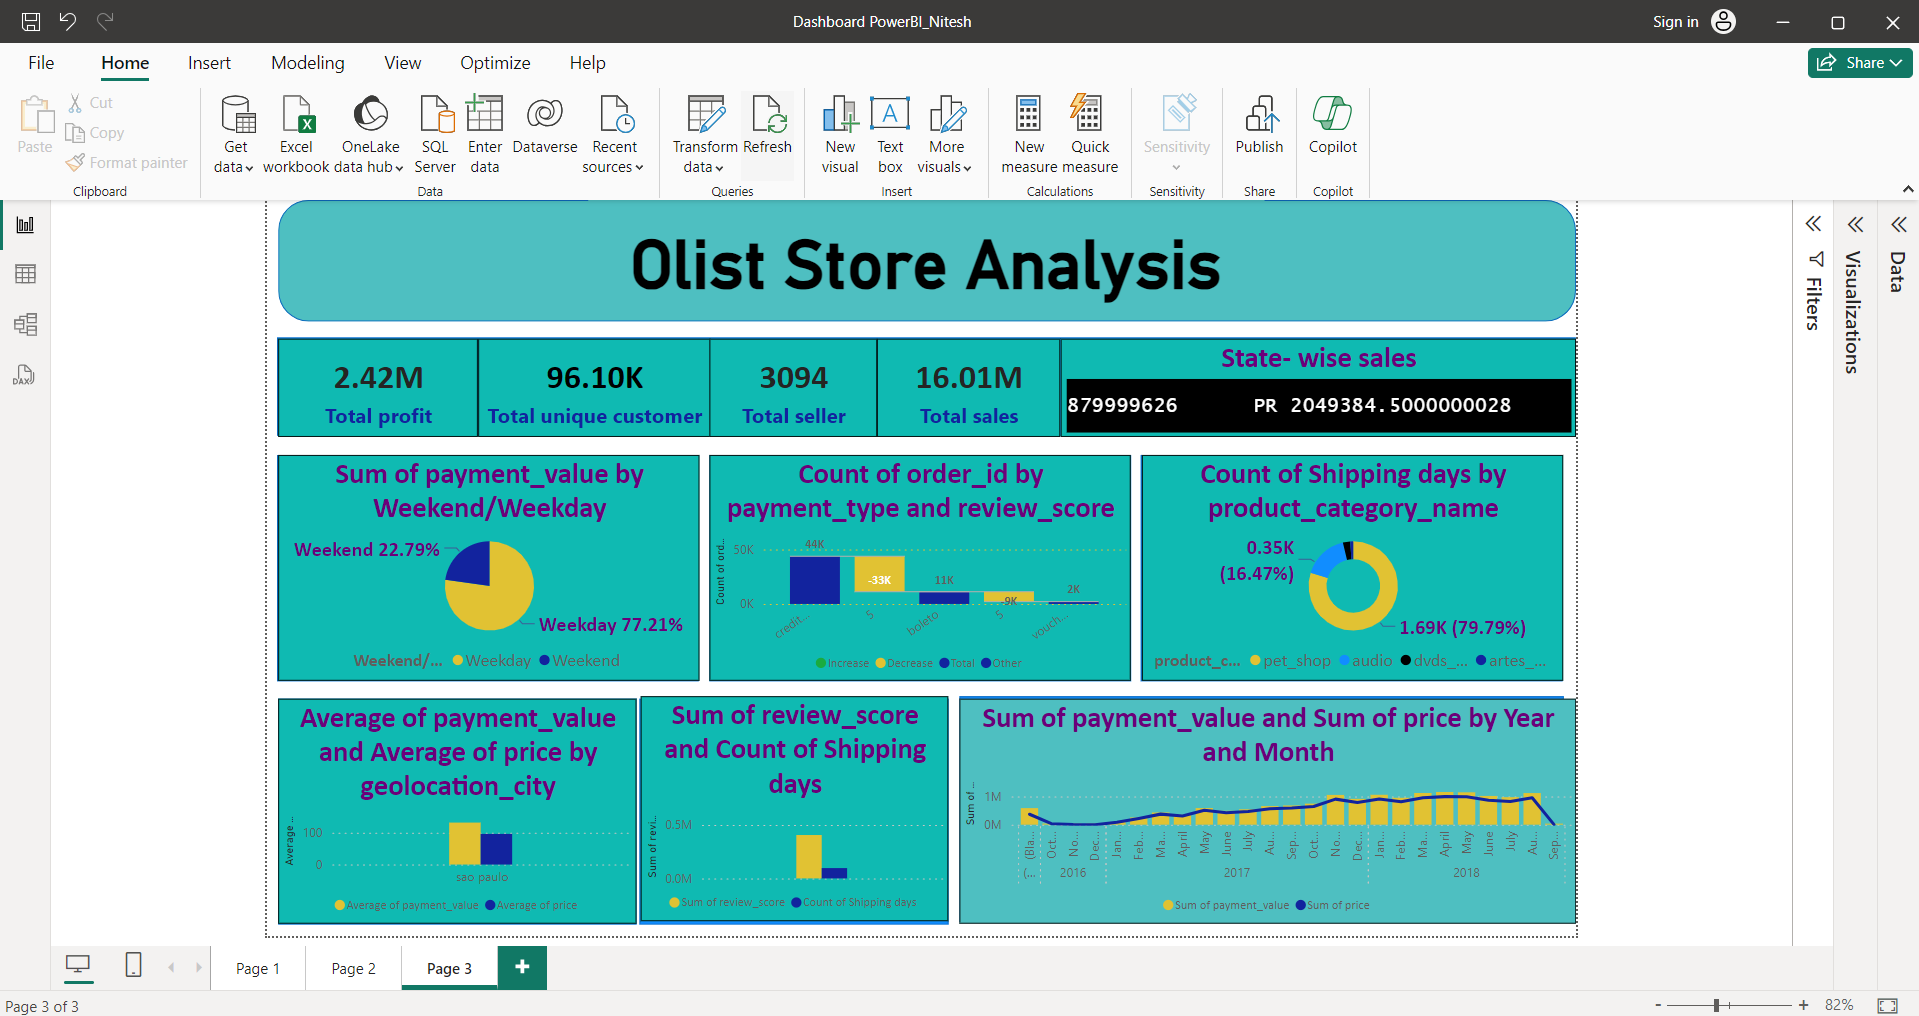 Dashboard PowerBI_Nitesh
Sign in
File Home Insert Modeling View Optimize Help
Share
Paste
Cut
Copy
Format painter
Clipboard
Get data
Excel workbook
OneLake data hub
SQL Server
Enter data
Dataverse
Recent sources
Data
Transform data
Refresh
Queries
New visual
Text box
More visuals
Insert
New measure
Quick measure
Calculations
Sensitivity
Sensitivity
Publish
Share
Copilot
Copilot
DAX
Filters
Visualizations
Data
Olist Store Analysis
2.42M
Total profit
96.10K
Total unique customer
3094
Total seller
16.01M
Total sales
State- wise sales
879999626 PR 2049384.5000000028
Sum of payment_value by
Weekend/Weekday
Weekend 22.79%
Weekday 77.21%
Weekend/... Weekday Weekend
Count of order_id by
payment_type and review_score
Count of ord...
50K
0K
44K
-33K
11K
-9K
2K
credit... 5 boleto 5 vouch...
Increase Decrease Total Other
Count of Shipping days by
product_category_name
0.35K
(16.47%)
1.69K (79.79%)
product_c... pet_shop audio dvds_... artes_...
Average of payment_value
and Average of price by
geolocation_city
Average ...
100
0
sao paulo
Average of payment_value Average of price
Sum of review_score
and Count of Shipping
days
Sum of revi...
0.5M
0.0M
Sum of review_score Count of Shipping days
Sum of payment_value and Sum of price by Year
and Month
Sum of ...
1M
0M
(Bla... Oct... No... Dec... Jan... Feb... Ma... April May June July Au... Sep... Oct... No... Dec... Jan... Feb... Ma... April May June July Au... Sep...
(... 2016 2017 2018
Sum of payment_value Sum of price
Page 1 Page 2 Page 3 +
Page 3 of 3
- + 82%